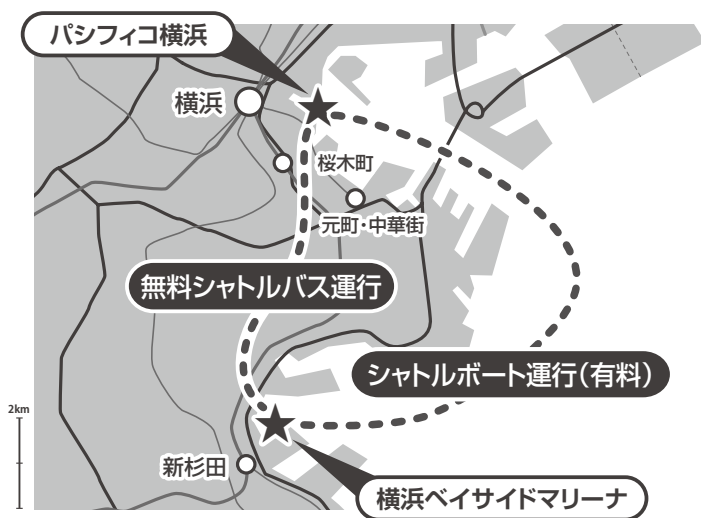 パシフィコ横浜
横浜
桜木町
元町・中華街
無料シャトルバス運行
シャトルボート運行(有料)
2km
新杉田
横浜ベイサイドマリーナ